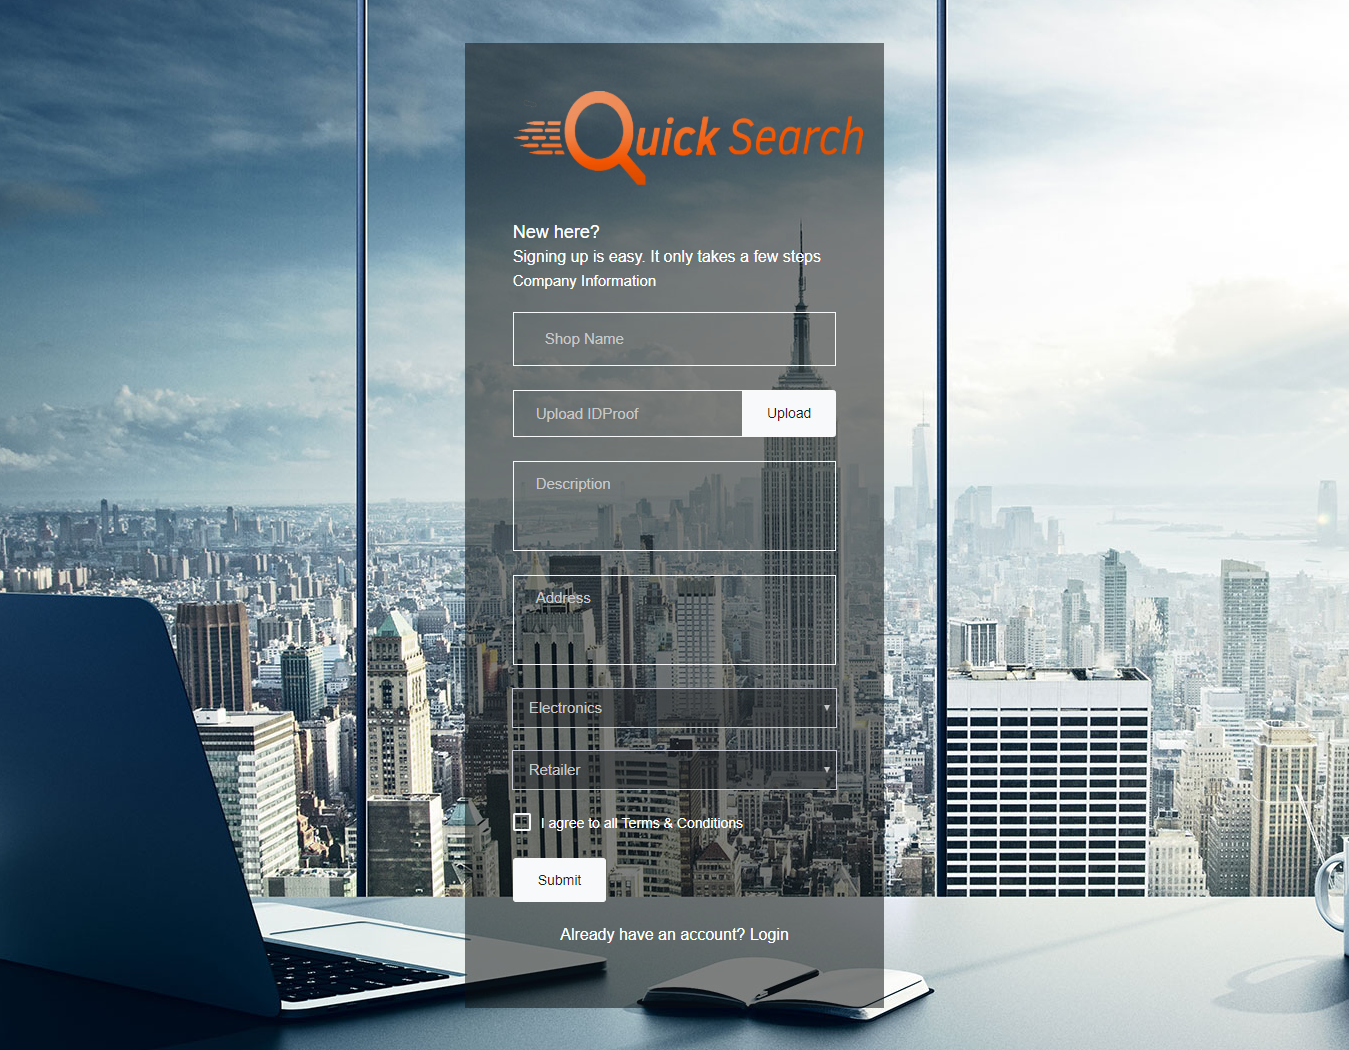 Quick Search
New here?
Signing up is easy. It only takes a few steps
Company Information
Shop Name
Upload IDProof
Upload
Description
Address
Electronics
Retailer
I agree to all Terms & Conditions
Submit
Already have an account? Login